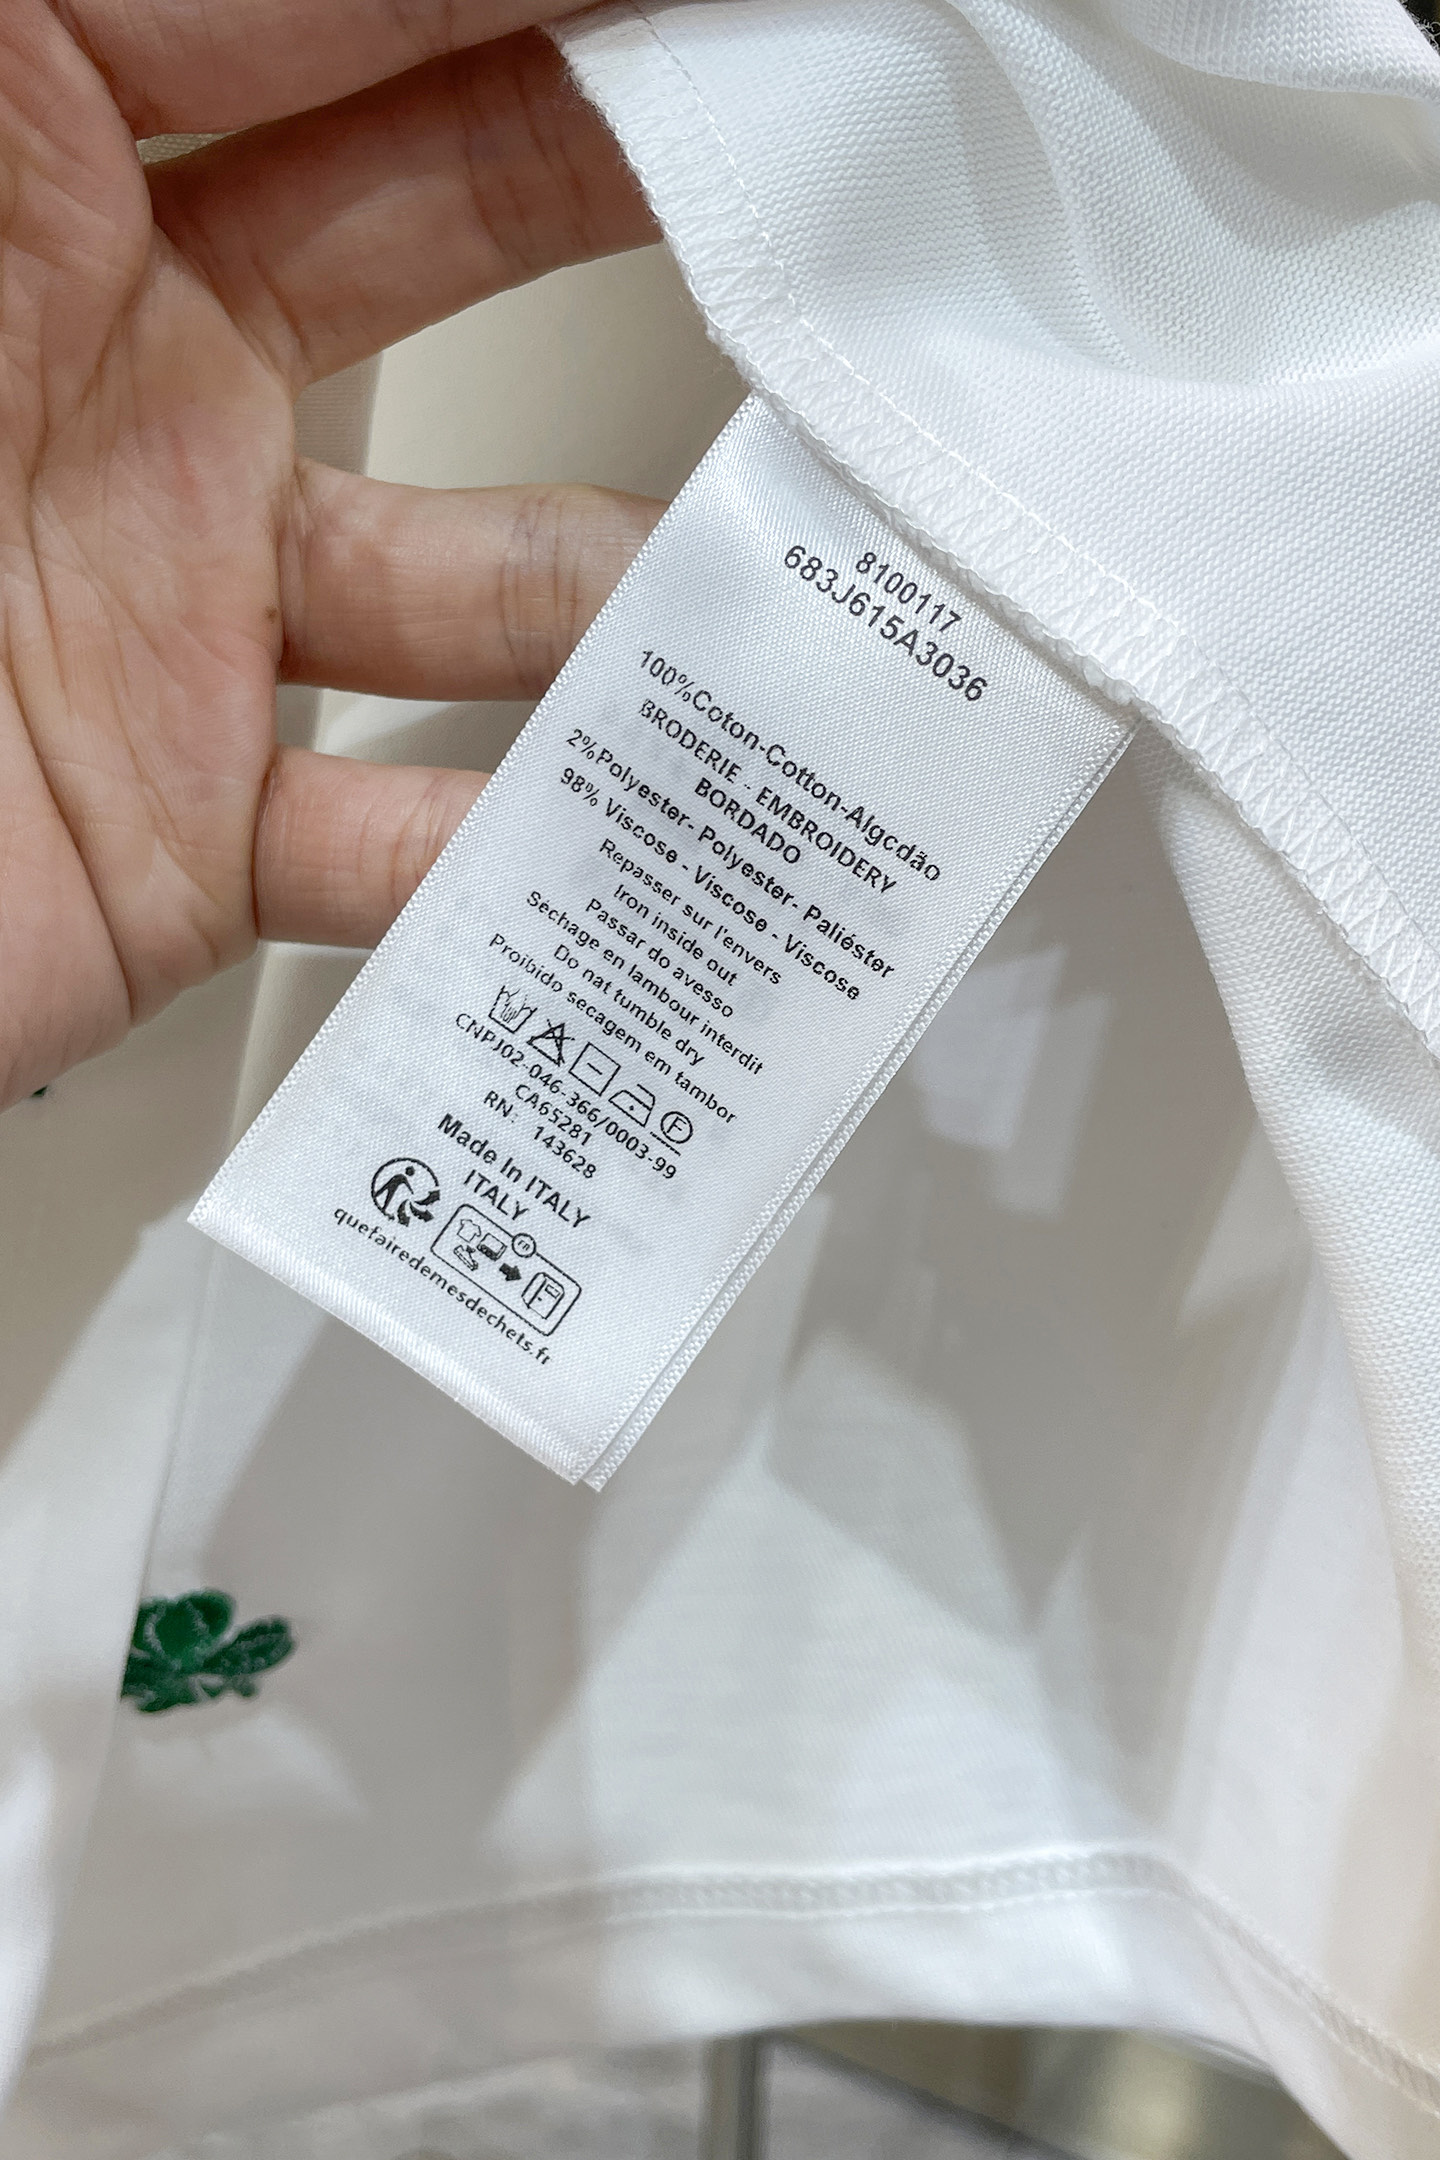 8100117
683J615A3036
100%Coton-Cotton-Algcdão
BRODERIE .. EMBROIDERY
BORDADO
2%Polyester- Polyester- Paliéster
98% Viscose - Viscose - Viscose
Repasser sur l'envers
Iron inside out
Passar do avesso
Séchage en lambour interdit
Do nat tumble dry
Proibido secagem em tambor
F
CNPJ02-046-366/0003-99
CA65281
RN: 143628
Made In ITALY
ITALY
FR
quefairedemesdechets.fr